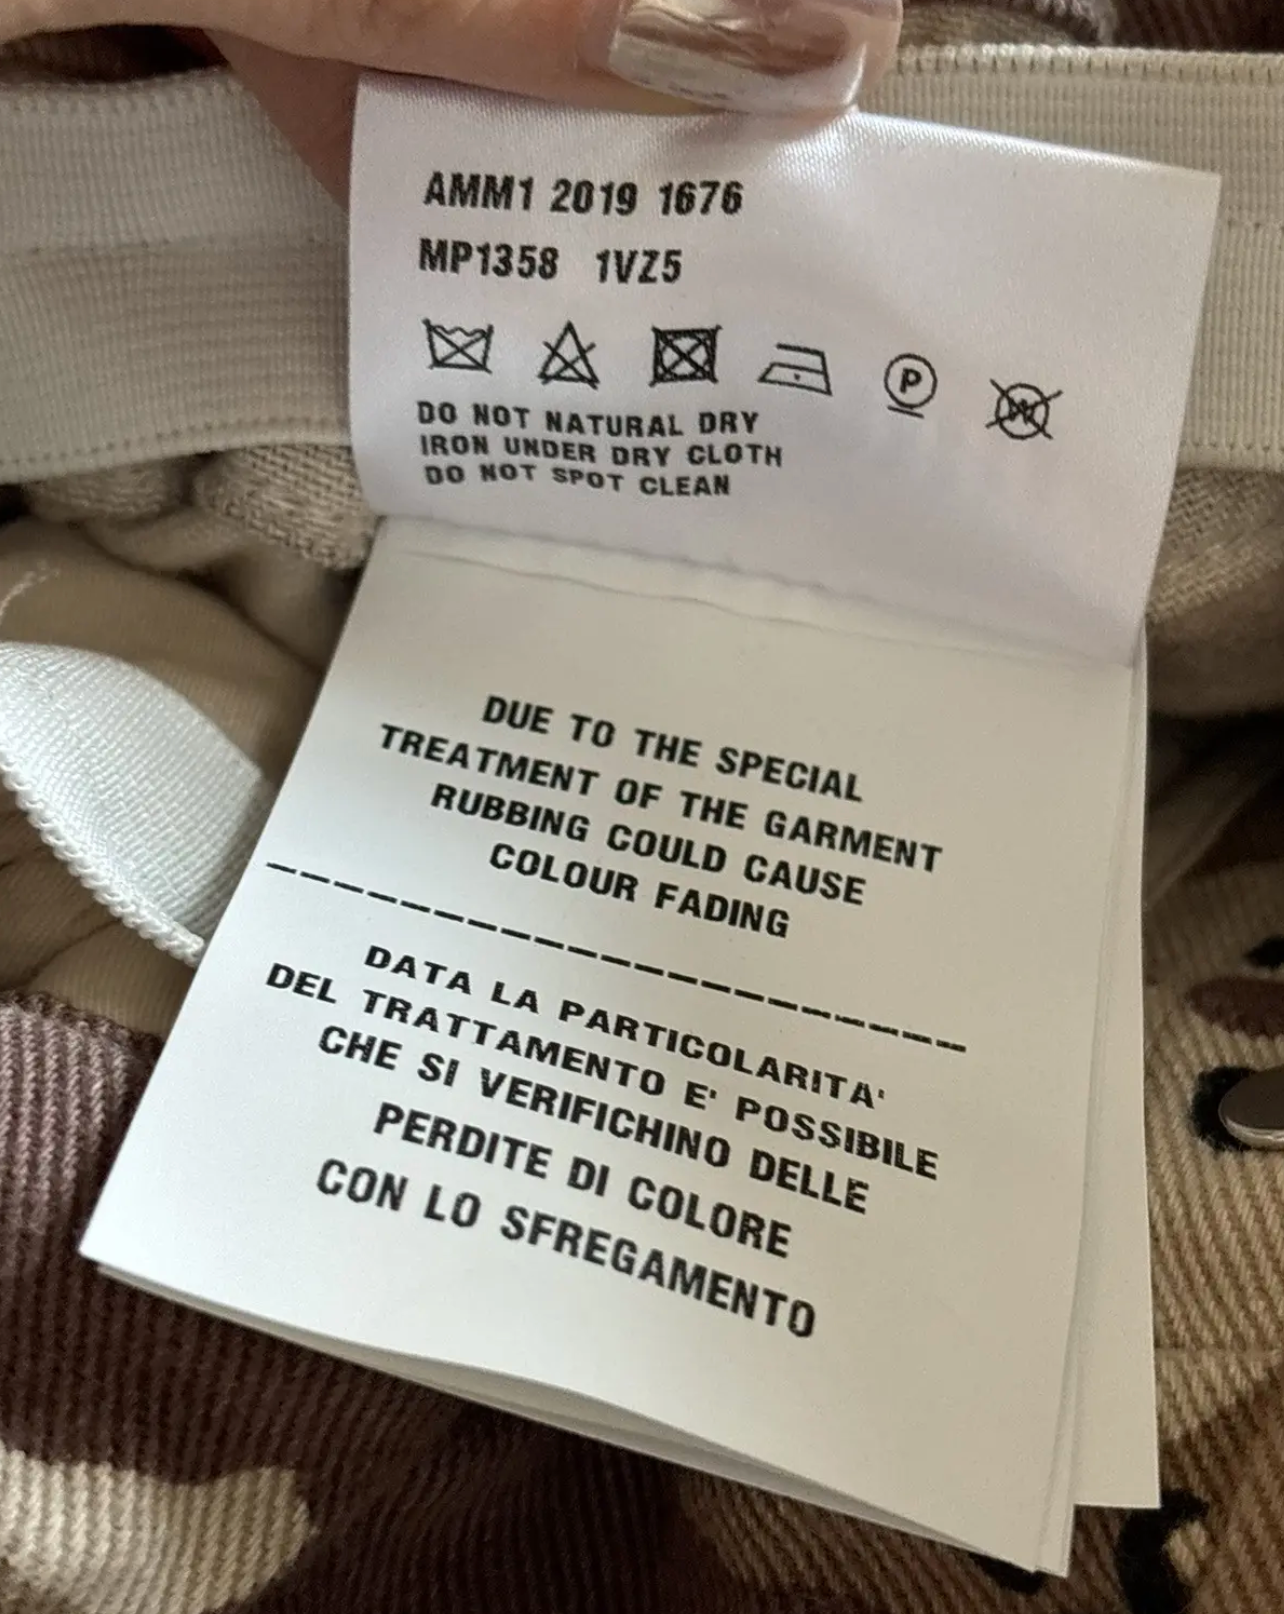 AMM1 2019 1676
MP1358 1VZ5
P
W
DO NOT NATURAL DRY
IRON UNDER DRY CLOTH
DO NOT SPOT CLEAN
DUE TO THE SPECIAL
TREATMENT OF THE GARMENT
RUBBING COULD CAUSE
COLOUR FADING
DATA LA PARTICOLARITA'
DEL TRATTAMENTO E' POSSIBILE
CHE SI VERIFICHINO DELLE
PERDITE DI COLORE
CON LO SFREGAMENTO